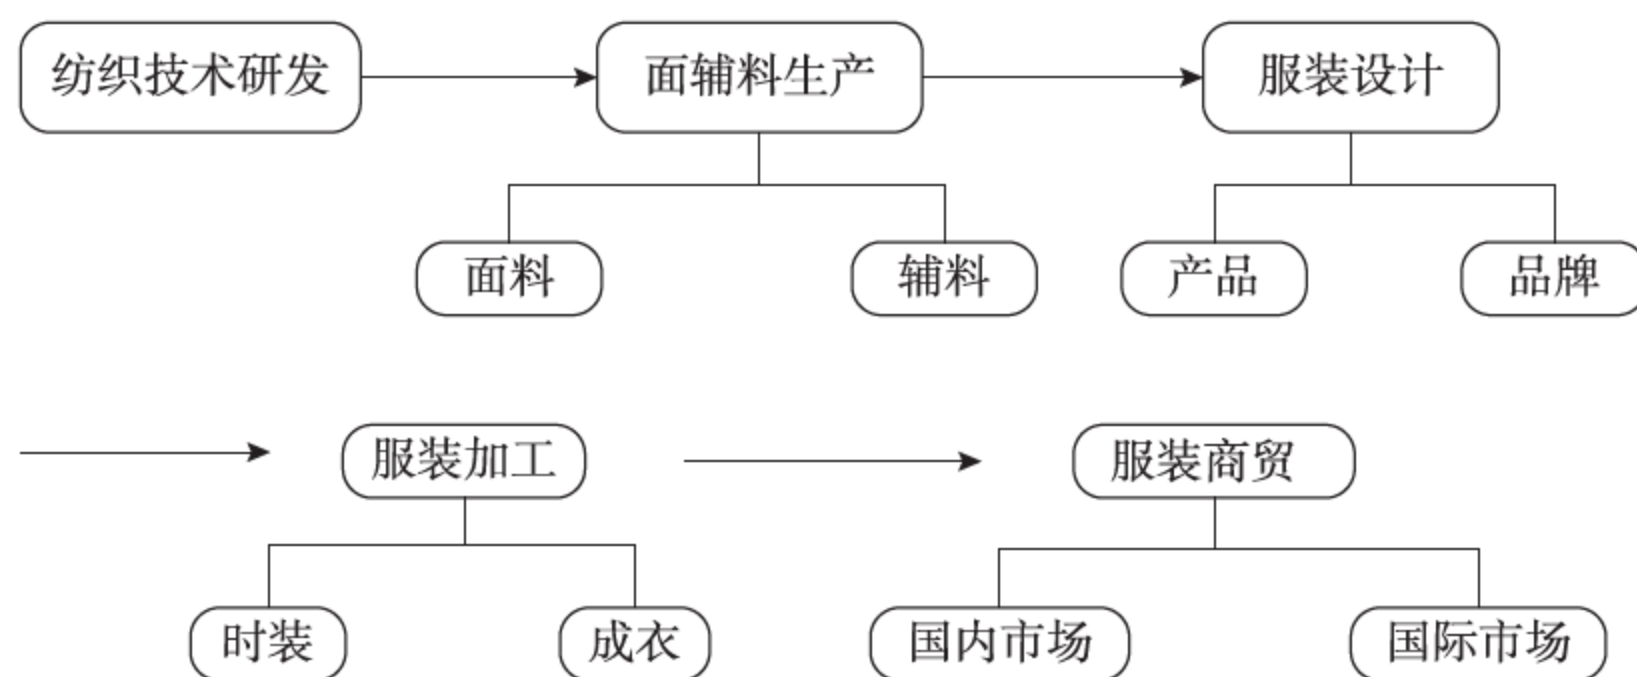 纺织技术研发
面辅料生产
服装设计
面料
辅料
产品
品牌
服装加工
服装商贸
时装
成衣
国内市场
国际市场